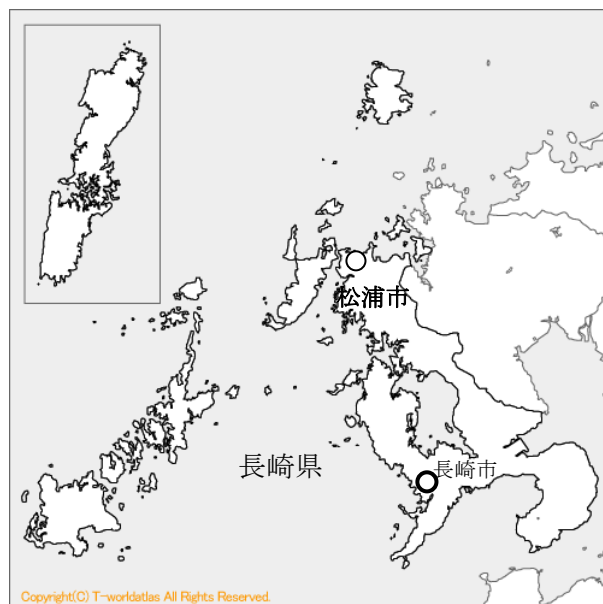 松浦市
長崎県
長崎市
Copyright(C) T-worldatlas All Rights Reserved.